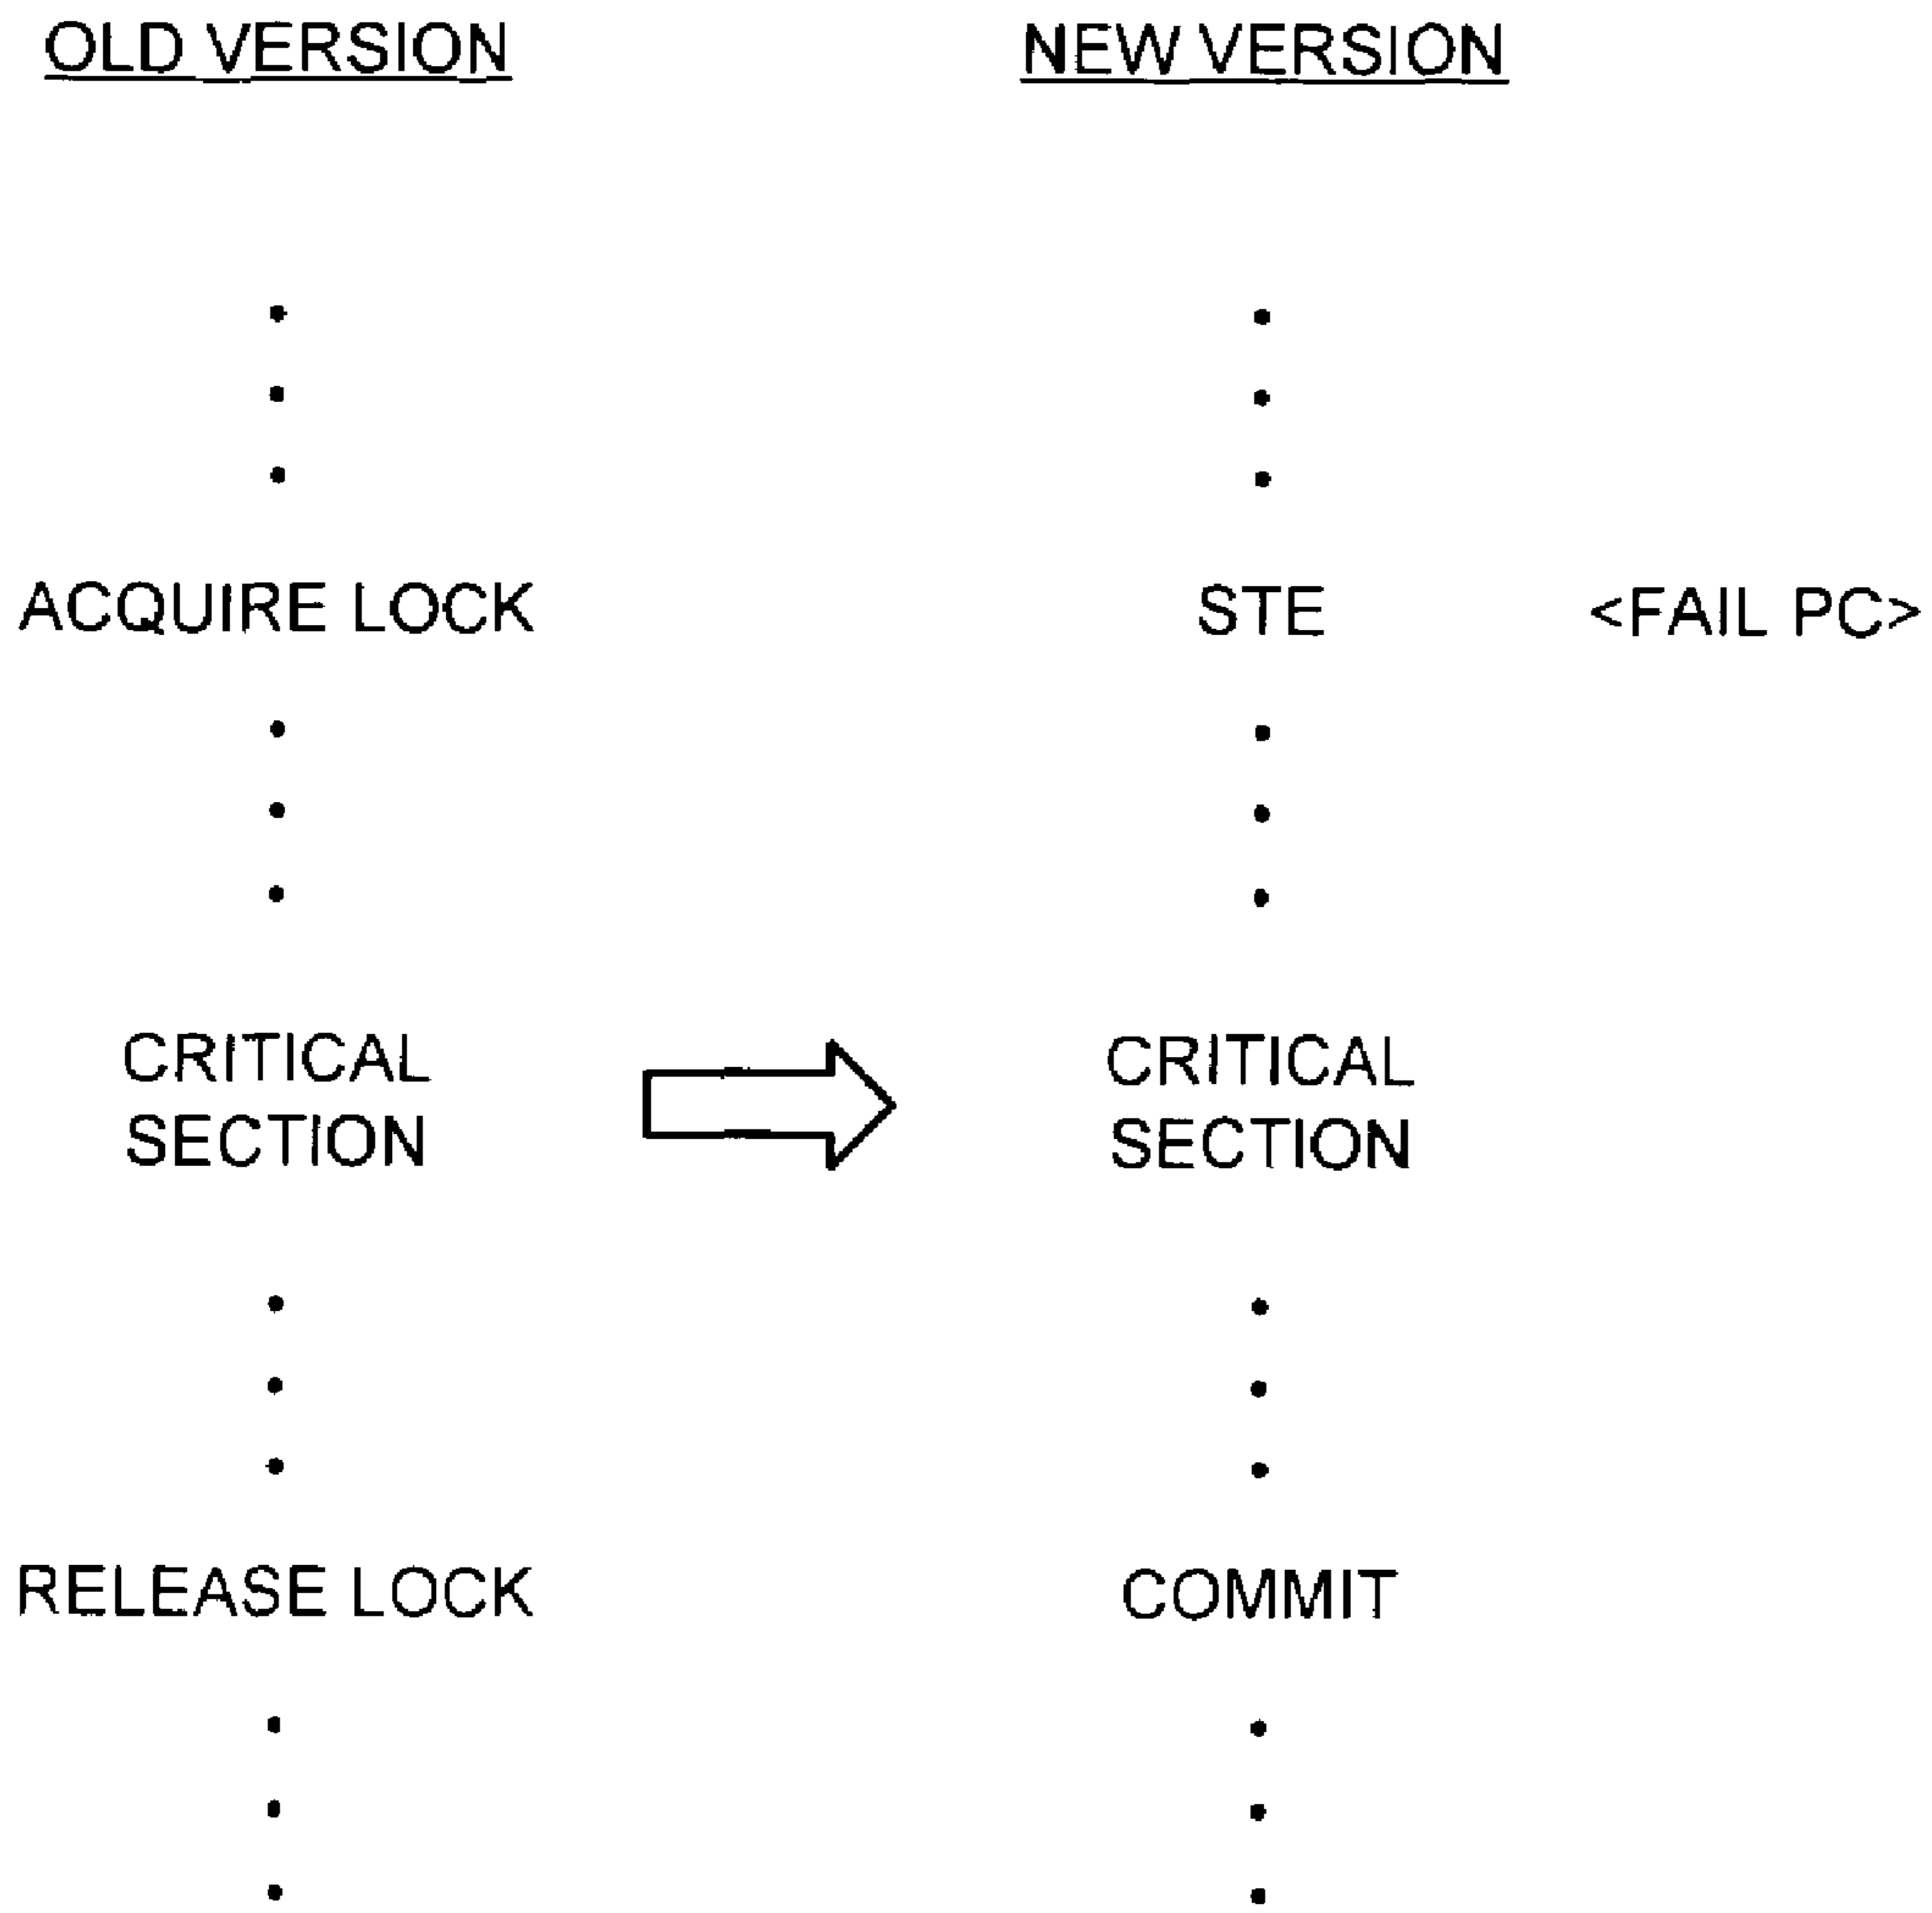 OLD VERSION
NEW VERSION
ACQUIRE LOCK
STE <FAIL PC>
CRITICAL
SECTION
CRITICAL
SECTION
RELEASE LOCK
COMMIT